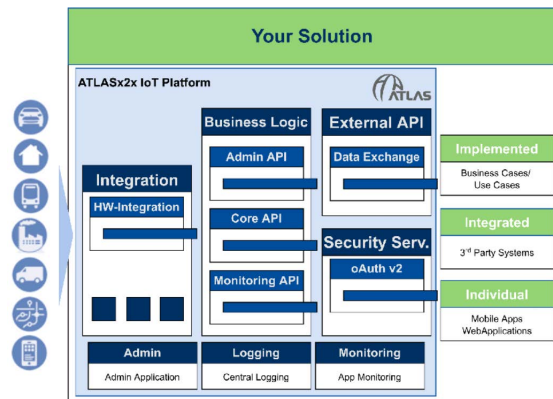 Your Solution
ATLASx2x IoT Platform
ATLAS
Business Logic
External API
Admin API
Data Exchange
Implemented
Business Cases/
Use Cases
Integration
HW-Integration
Core API
Integrated
3rd Party Systems
Security Serv.
oAuth v2
Monitoring API
Individual
Mobile Apps
WebApplications
Admin
Logging
Monitoring
Admin Application
Central Logging
App Monitoring